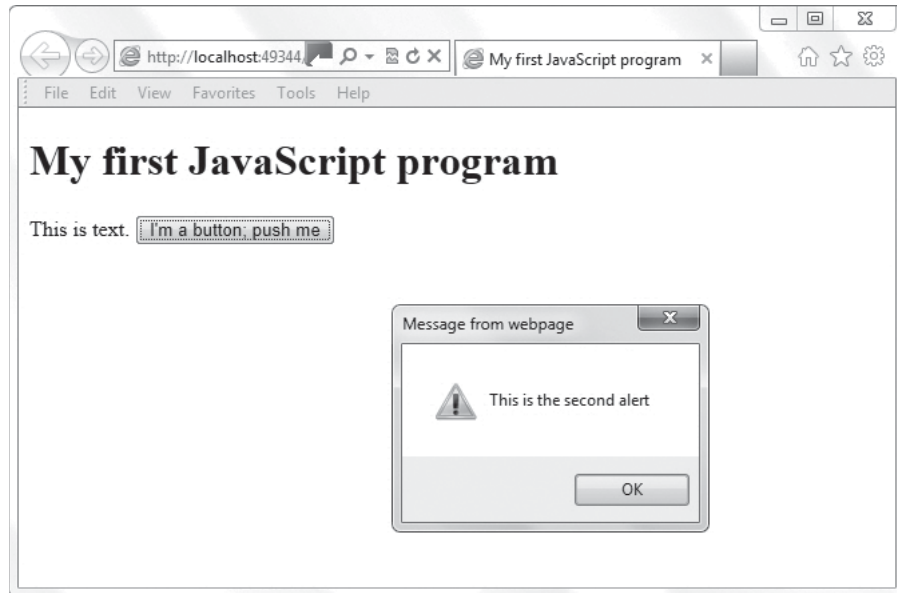 http://localhost:49344,
My first JavaScript program
File Edit View Favorites Tools Help
My first JavaScript program
This is text. I'm a button; push me
Message from webpage
This is the second alert
OK